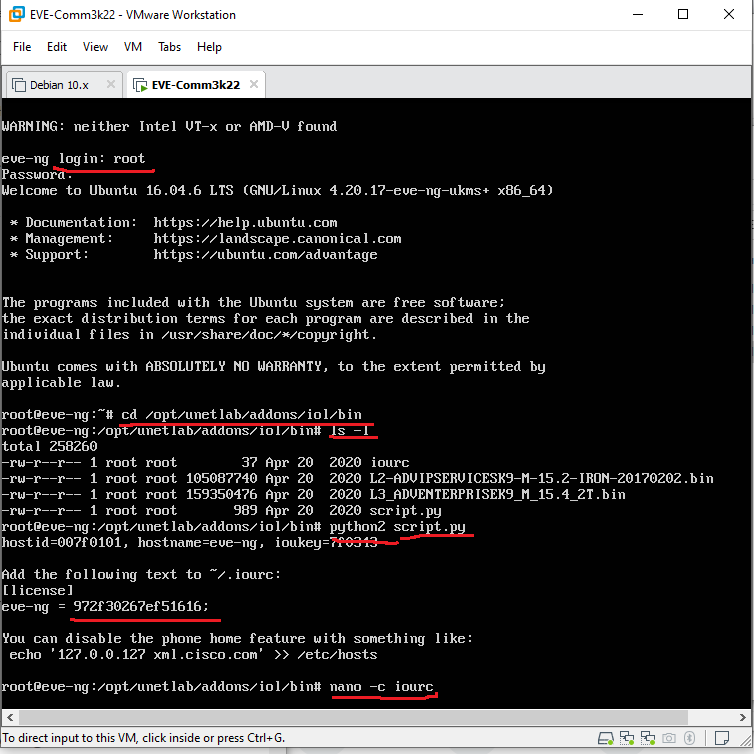 EVE-Comm3k22 - VMware Workstation
File Edit View VM Tabs Help
Debian 10.x EVE-Comm3k22
WARNING: neither Intel VT-x or AMD-V found
eve-ng login: root
Password:
Welcome to Ubuntu 16.04.6 LTS (GNU/Linux 4.20.17-eve-ng-ukms+ x86_64)
* Documentation:  https://help.ubuntu.com
* Management:     https://landscape.canonical.com
* Support:        https://ubuntu.com/advantage
The programs included with the Ubuntu system are free software;
the exact distribution terms for each program are described in the
individual files in /usr/share/doc/*/copyright.
Ubuntu comes with ABSOLUTELY NO WARRANTY, to the extent permitted by
applicable law.
root@eve-ng:~# cd /opt/unetlab/addons/iol/bin
root@eve-ng:/opt/unetlab/addons/iol/bin# ls -l
total 258260
-rw-r--r-- 1 root root        37 Apr 20  2020 iourc
-rw-r--r-- 1 root root 105087740 Apr 20  2020 L2-ADVIPSERVICESK9-M-15.2-IRON-20170202.bin
-rw-r--r-- 1 root root 159350476 Apr 20  2020 L3_ADVENTERPRISEK9_M_15.4_2T.bin
-rw-r--r-- 1 root root       989 Apr 20  2020 script.py
root@eve-ng:/opt/unetlab/addons/iol/bin# python2 script.py
hostid=007f0101, hostname=eve-ng, ioukey=7f0343
Add the following text to ~/.iourc:
[license]
eve-ng = 972f30267ef51616;
You can disable the phone home feature with something like:
echo '127.0.0.127 xml.cisco.com' >> /etc/hosts
root@eve-ng:/opt/unetlab/addons/iol/bin# nano -c iourc
To direct input to this VM, click inside or press Ctrl+G.